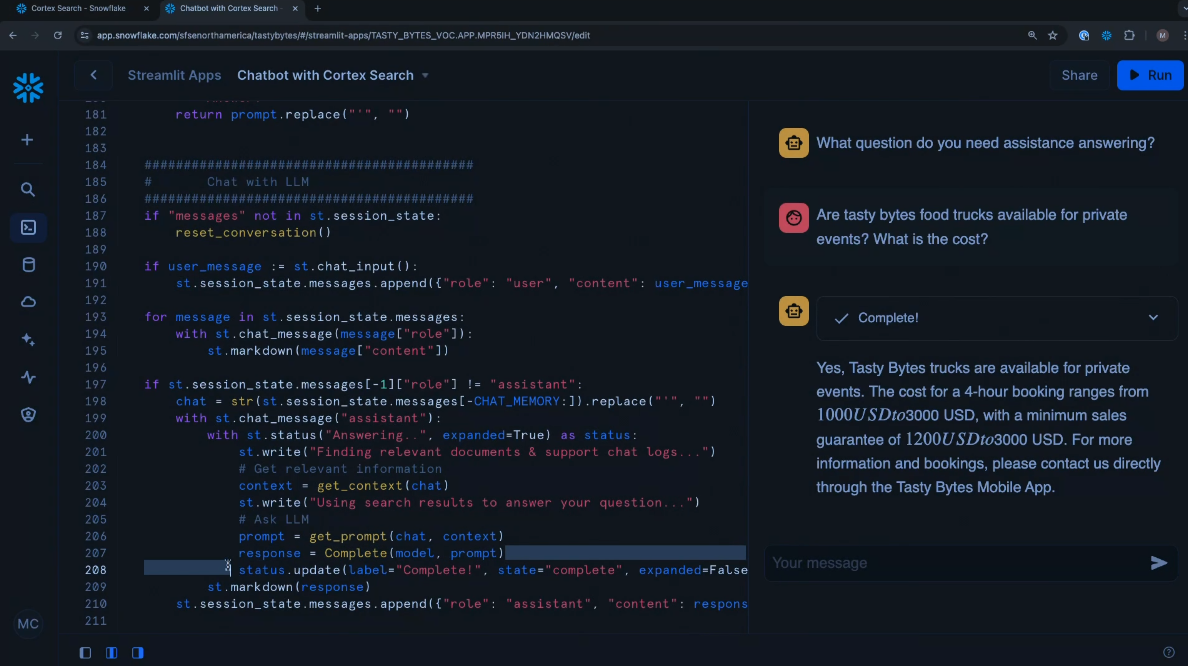 Cortex Search - Snowflake
Chatbot with Cortex Search -
app.snowflake.com/sfsenorthamerica/tastybytes/#/streamlit-apps/TASTY_BYTES_VOC.APP.MPR5IH_YDN2HMQSV/edit
M
Streamlit Apps Chatbot with Cortex Search
Share Run
181 return prompt.replace("'", "")
182
183
184 ##########################################
185 # Chat with LLM
186 ##########################################
187 if "messages" not in st.session_state:
188 reset_conversation()
189
190 if user_message := st.chat_input():
191 st.session_state.messages.append({"role": "user", "content": user_message
192
193 for message in st.session_state.messages:
194 with st.chat_message(message["role"]):
195 st.markdown(message["content"])
196
197 if st.session_state.messages[-1]["role"] != "assistant":
198 chat = str(st.session_state.messages[-CHAT_MEMORY:]).replace("'", "")
199 with st.chat_message("assistant"):
200 with st.status("Answering..", expanded=True) as status:
201 st.write("Finding relevant documents & support chat logs...")
202 # Get relevant information
203 context = get_context(chat)
204 st.write("Using search results to answer your question...")
205 # Ask LLM
206 prompt = get_prompt(chat, context)
207 response = Complete(model, prompt)
208 status.update(label="Complete!", state="complete", expanded=False
209 st.markdown(response)
210 st.session_state.messages.append({"role": "assistant", "content": respons
211
What question do you need assistance answering?
Are tasty bytes food trucks available for private
events? What is the cost?
Complete!
Yes, Tasty Bytes trucks are available for private
events. The cost for a 4-hour booking ranges from
1000USDto3000 USD, with a minimum sales
guarantee of 1200USDto3000 USD. For more
information and bookings, please contact us directly
through the Tasty Bytes Mobile App.
Your message
MC